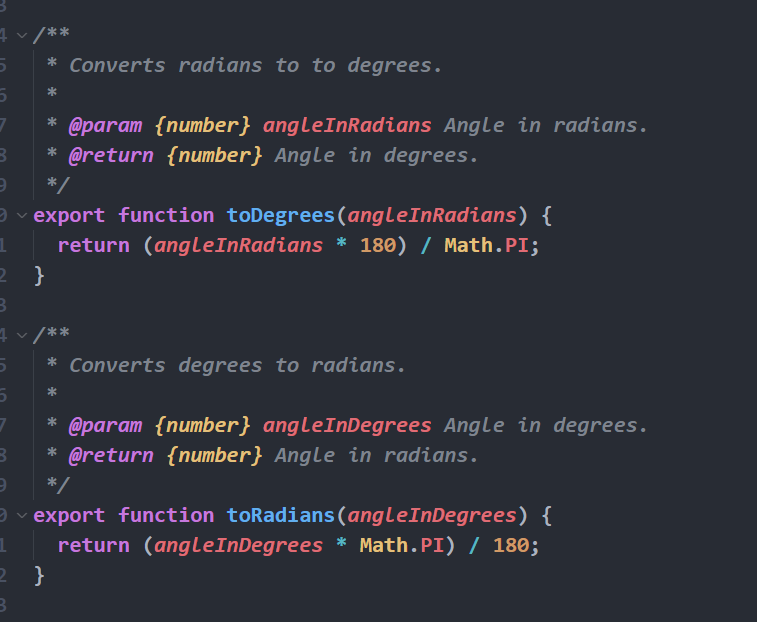 3
4 /**
5 * Converts radians to to degrees.
6 *
7 * @param {number} angleInRadians Angle in radians.
8 * @return {number} Angle in degrees.
9 */
0 export function toDegrees(angleInRadians) {
1 return (angleInRadians * 180) / Math.PI;
2 }
3
4 /**
5 * Converts degrees to radians.
6 *
7 * @param {number} angleInDegrees Angle in degrees.
8 * @return {number} Angle in radians.
9 */
0 export function toRadians(angleInDegrees) {
1 return (angleInDegrees * Math.PI) / 180;
2 }
3